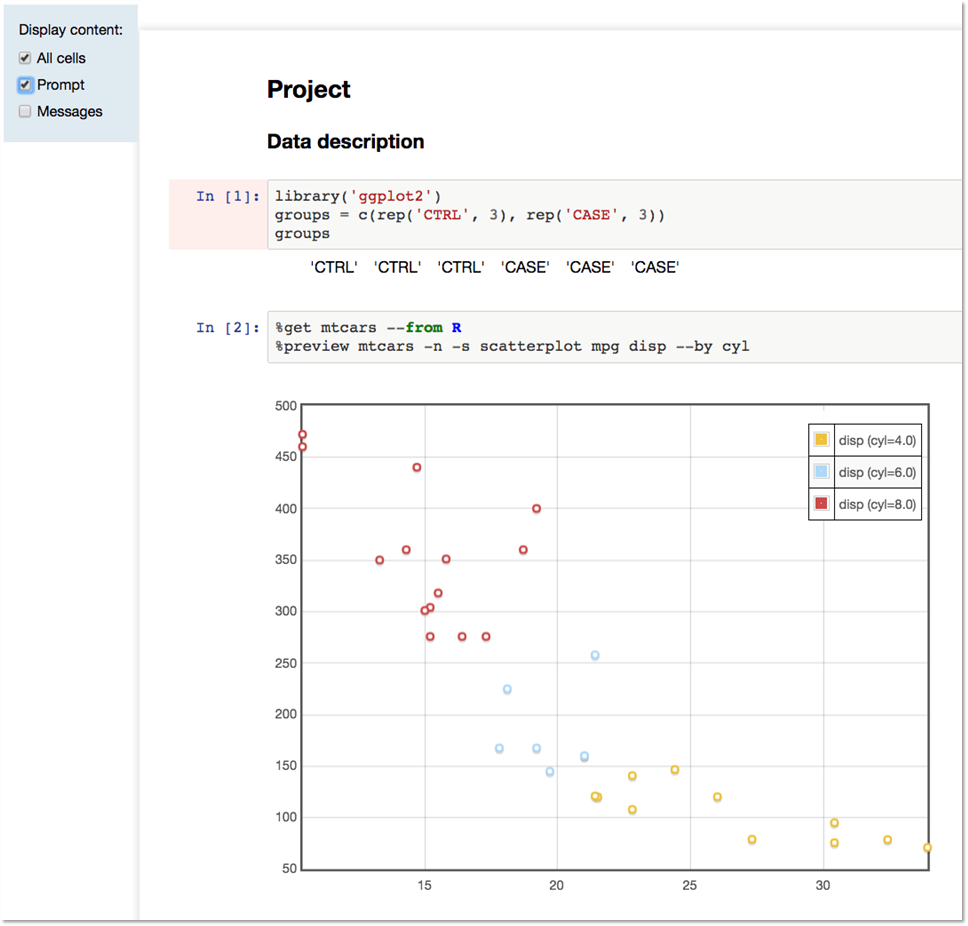 Display content:
All cells
Prompt
Messages
Project
Data description
In [1]:
library('ggplot2')
groups = c(rep('CTRL', 3), rep('CASE', 3))
groups
'CTRL' 'CTRL' 'CTRL' 'CASE' 'CASE' 'CASE'
In [2]:
%get mtcars --from R
%preview mtcars -n -s scatterplot mpg disp --by cyl
500
450
400
350
300
250
200
150
100
50
disp (cyl=4.0)
disp (cyl=6.0)
disp (cyl=8.0)
15 20 25 30